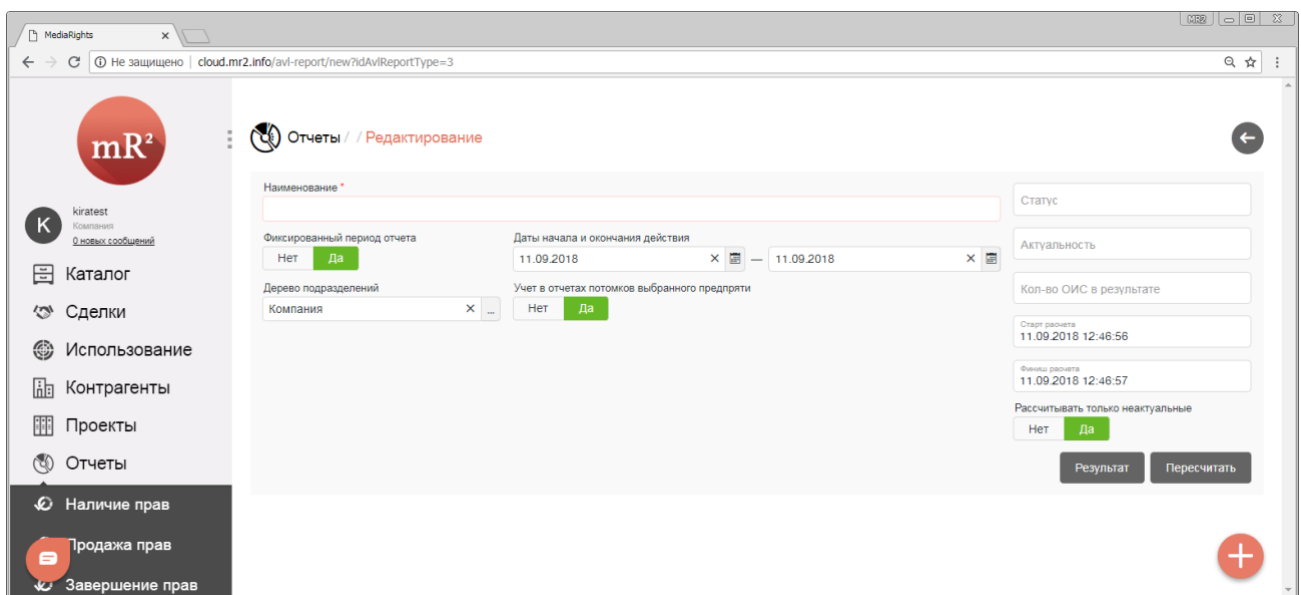 MR2
MediaRights
Не защищено | cloud.mr2.info/avl-report/new?idAvlReportType=3
mR²
Отчеты / / Редактирование
K
kiratest
Компания
0 новых сообщений
Каталог
Сделки
Использование
Контрагенты
Проекты
Отчеты
Наличие прав
Продажа прав
Завершение прав
Наименование *
Фиксированный период отчета
Нет Да
Даты начала и окончания действия
11.09.2018 — 11.09.2018
Дерево подразделений
Компания ...
Учет в отчетах потомков выбранного предпряти
Нет Да
Статус
Актуальность
Кол-во ОИС в результате
Старт расчета
11.09.2018 12:46:56
Финиш расчета
11.09.2018 12:46:57
Рассчитывать только неактуальные
Нет Да
Результат Пересчитать